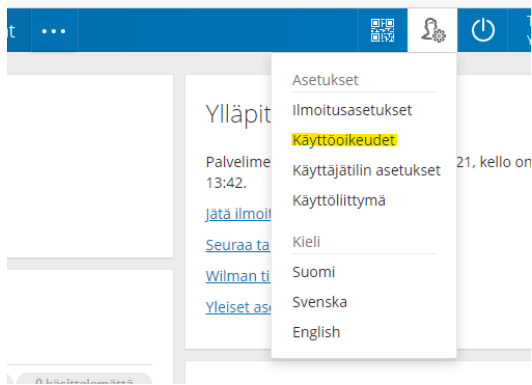 Asetukset
Ilmoitusasetukset
Käyttöoikeudet
Käyttäjätilin asetukset
Käyttöliittymä
Kieli
Suomi
Svenska
English
Ylläpit
Palvelime
21, kello on
13:42.
Jätä ilmoit
Seuraa ta
Wilman ti
Yleiset ase
0 käsittelemättä